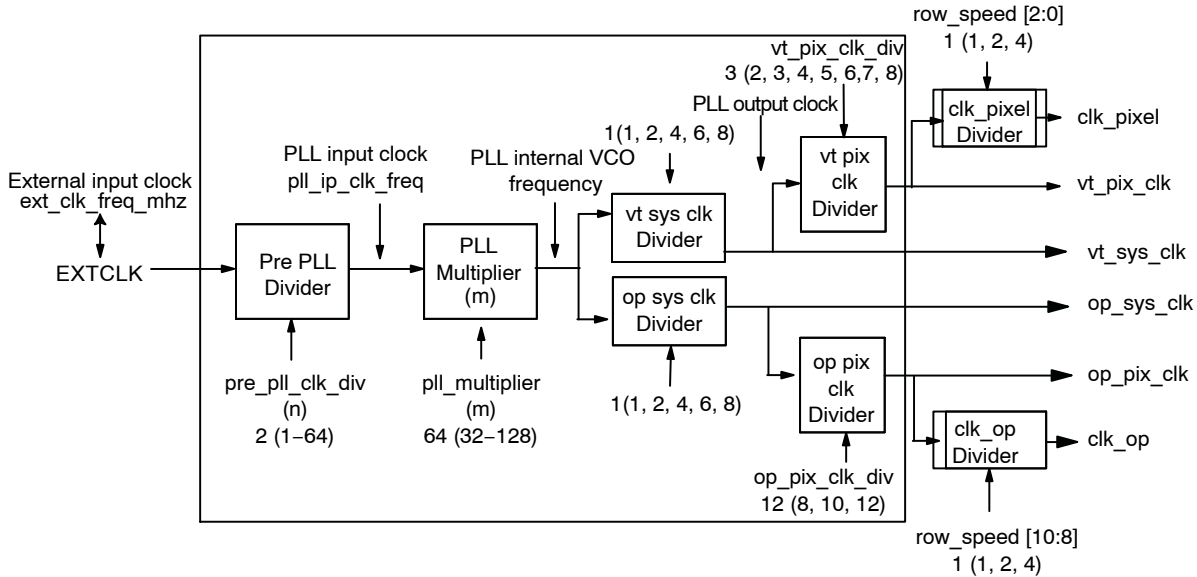 row_speed [2:0]
1 (1, 2, 4)
vt_pix_clk_div
3 (2, 3, 4, 5, 6,7, 8)
PLL output clock
1(1, 2, 4, 6, 8)
clk_pixel
Divider
clk_pixel
PLL input clock
pll_ip_clk_freq
PLL internal VCO
frequency
vt pix
clk
Divider
External input clock
ext_clk_freq_mhz
vt_pix_clk
vt sys clk
Divider
vt_sys_clk
EXTCLK
Pre PLL
Divider
PLL
Multiplier
(m)
op sys clk
Divider
op_sys_clk
op pix
clk
Divider
op_pix_clk
pre_pll_clk_div
(n)
2 (1−64)
pll_multiplier
(m)
64 (32−128)
1(1, 2, 4, 6, 8)
clk_op
Divider
clk_op
op_pix_clk_div
12 (8, 10, 12)
row_speed [10:8]
1 (1, 2, 4)